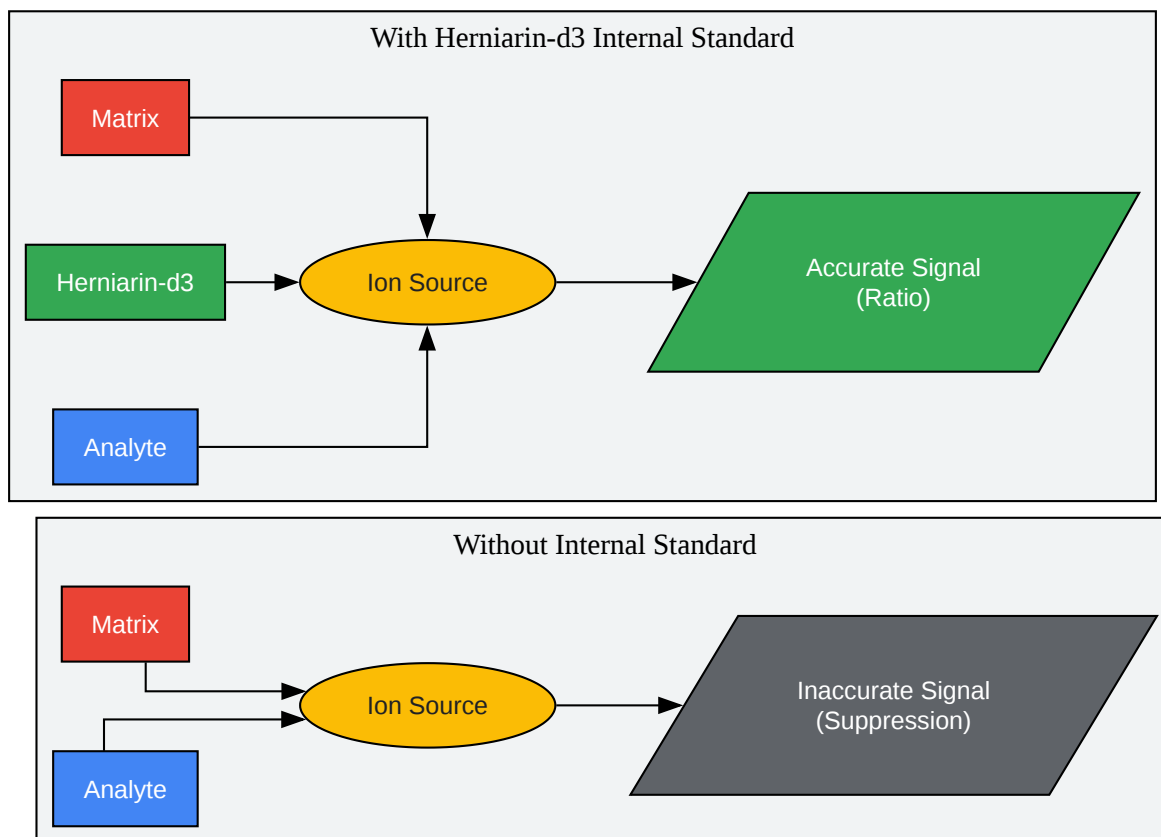 With Herniarin-d3 Internal Standard
Matrix
Herniarin-d3
Ion Source
Accurate Signal
(Ratio)
Analyte
Without Internal Standard
Matrix
Ion Source
Inaccurate Signal
(Suppression)
Analyte